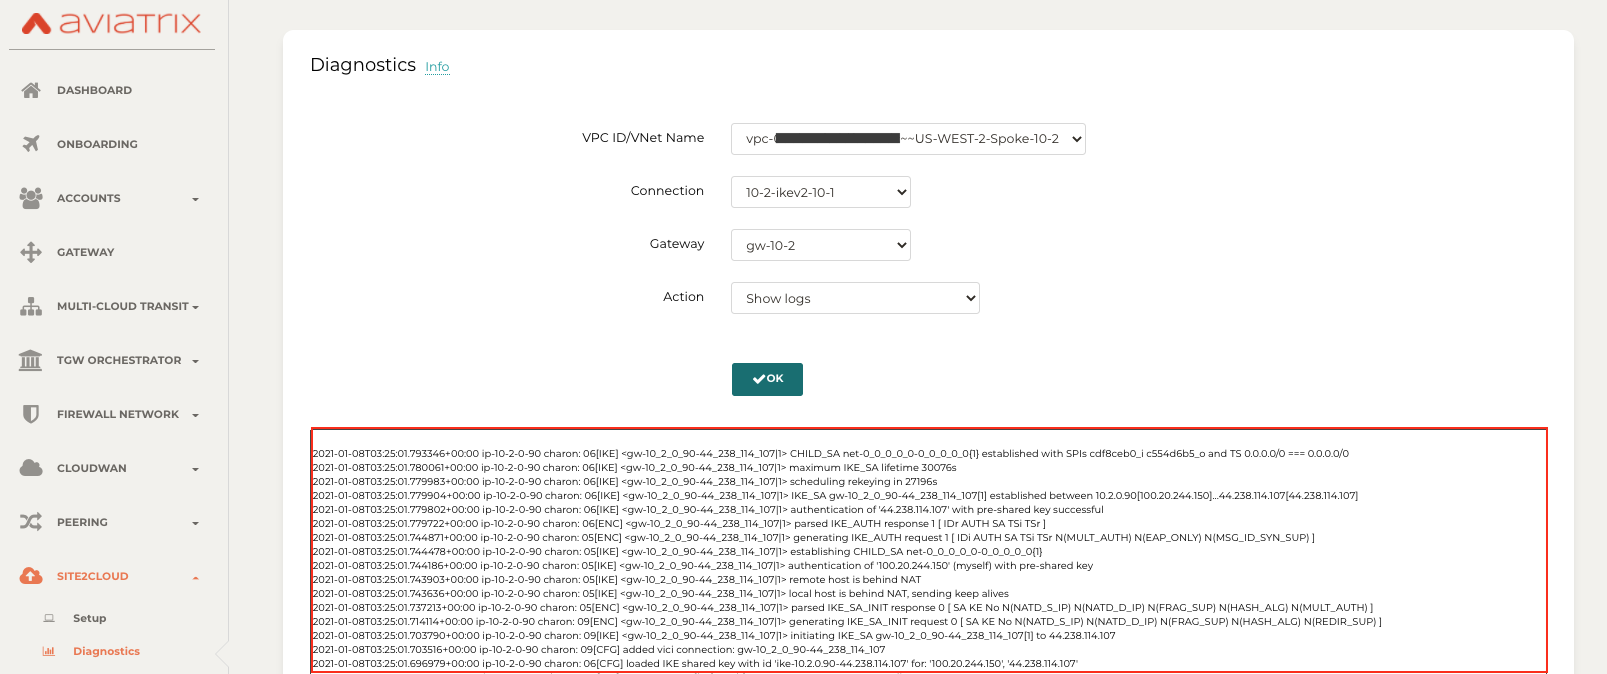 aviatrix
DASHBOARD
ONBOARDING
ACCOUNTS
GATEWAY
MULTI-CLOUD TRANSIT
TGW ORCHESTRATOR
FIREWALL NETWORK
CLOUDWAN
PEERING
SITE2CLOUD
Setup
Diagnostics
Diagnostics Info
VPC ID/VNet Name vpc- ~~US-WEST-2-Spoke-10-2
Connection 10-2-ikev2-10-1
Gateway gw-10-2
Action Show logs
OK
2021-01-08T03:25:01.793346+00:00 ip-10-2-0-90 charon: 06[IKE] <gw-10_2_0_90-44_238_114_107|1> CHILD_SA net-0_0_0_0_0-0_0_0_0_0{1} established with SPIs cdf8ceb0_i c554d6b5_o and TS 0.0.0.0/0 === 0.0.0.0/0
2021-01-08T03:25:01.780061+00:00 ip-10-2-0-90 charon: 06[IKE] <gw-10_2_0_90-44_238_114_107|1> maximum IKE_SA lifetime 30076s
2021-01-08T03:25:01.779983+00:00 ip-10-2-0-90 charon: 06[IKE] <gw-10_2_0_90-44_238_114_107|1> scheduling rekeying in 27196s
2021-01-08T03:25:01.779904+00:00 ip-10-2-0-90 charon: 06[IKE] <gw-10_2_0_90-44_238_114_107|1> IKE_SA gw-10_2_0_90-44_238_114_107[1] established between 10.2.0.90[100.20.244.150]...44.238.114.107[44.238.114.107]
2021-01-08T03:25:01.779802+00:00 ip-10-2-0-90 charon: 06[IKE] <gw-10_2_0_90-44_238_114_107|1> authentication of '44.238.114.107' with pre-shared key successful
2021-01-08T03:25:01.779722+00:00 ip-10-2-0-90 charon: 06[ENC] <gw-10_2_0_90-44_238_114_107|1> parsed IKE_AUTH response 1 [ IDr AUTH SA TSi TSr ]
2021-01-08T03:25:01.744871+00:00 ip-10-2-0-90 charon: 05[ENC] <gw-10_2_0_90-44_238_114_107|1> generating IKE_AUTH request 1 [ IDi AUTH SA TSi TSr N(MULT_AUTH) N(EAP_ONLY) N(MSG_ID_SYN_SUP) ]
2021-01-08T03:25:01.744478+00:00 ip-10-2-0-90 charon: 05[IKE] <gw-10_2_0_90-44_238_114_107|1> establishing CHILD_SA net-0_0_0_0_0-0_0_0_0_0{1}
2021-01-08T03:25:01.744186+00:00 ip-10-2-0-90 charon: 05[IKE] <gw-10_2_0_90-44_238_114_107|1> authentication of '100.20.244.150' (myself) with pre-shared key
2021-01-08T03:25:01.743903+00:00 ip-10-2-0-90 charon: 05[IKE] <gw-10_2_0_90-44_238_114_107|1> remote host is behind NAT
2021-01-08T03:25:01.743636+00:00 ip-10-2-0-90 charon: 05[IKE] <gw-10_2_0_90-44_238_114_107|1> local host is behind NAT, sending keep alives
2021-01-08T03:25:01.737213+00:00 ip-10-2-0-90 charon: 05[ENC] <gw-10_2_0_90-44_238_114_107|1> parsed IKE_SA_INIT response 0 [ SA KE No N(NATD_S_IP) N(NATD_D_IP) N(FRAG_SUP) N(HASH_ALG) N(MULT_AUTH) ]
2021-01-08T03:25:01.714114+00:00 ip-10-2-0-90 charon: 09[ENC] <gw-10_2_0_90-44_238_114_107|1> generating IKE_SA_INIT request 0 [ SA KE No N(NATD_S_IP) N(NATD_D_IP) N(FRAG_SUP) N(HASH_ALG) N(REDIR_SUP) ]
2021-01-08T03:25:01.703790+00:00 ip-10-2-0-90 charon: 09[IKE] <gw-10_2_0_90-44_238_114_107|1> initiating IKE_SA gw-10_2_0_90-44_238_114_107[1] to 44.238.114.107
2021-01-08T03:25:01.703516+00:00 ip-10-2-0-90 charon: 09[CFG] added vici connection: gw-10_2_0_90-44_238_114_107
2021-01-08T03:25:01.696979+00:00 ip-10-2-0-90 charon: 06[CFG] loaded IKE shared key with id 'ike-10.2.0.90-44.238.114.107' for: '100.20.244.150', '44.238.114.107'